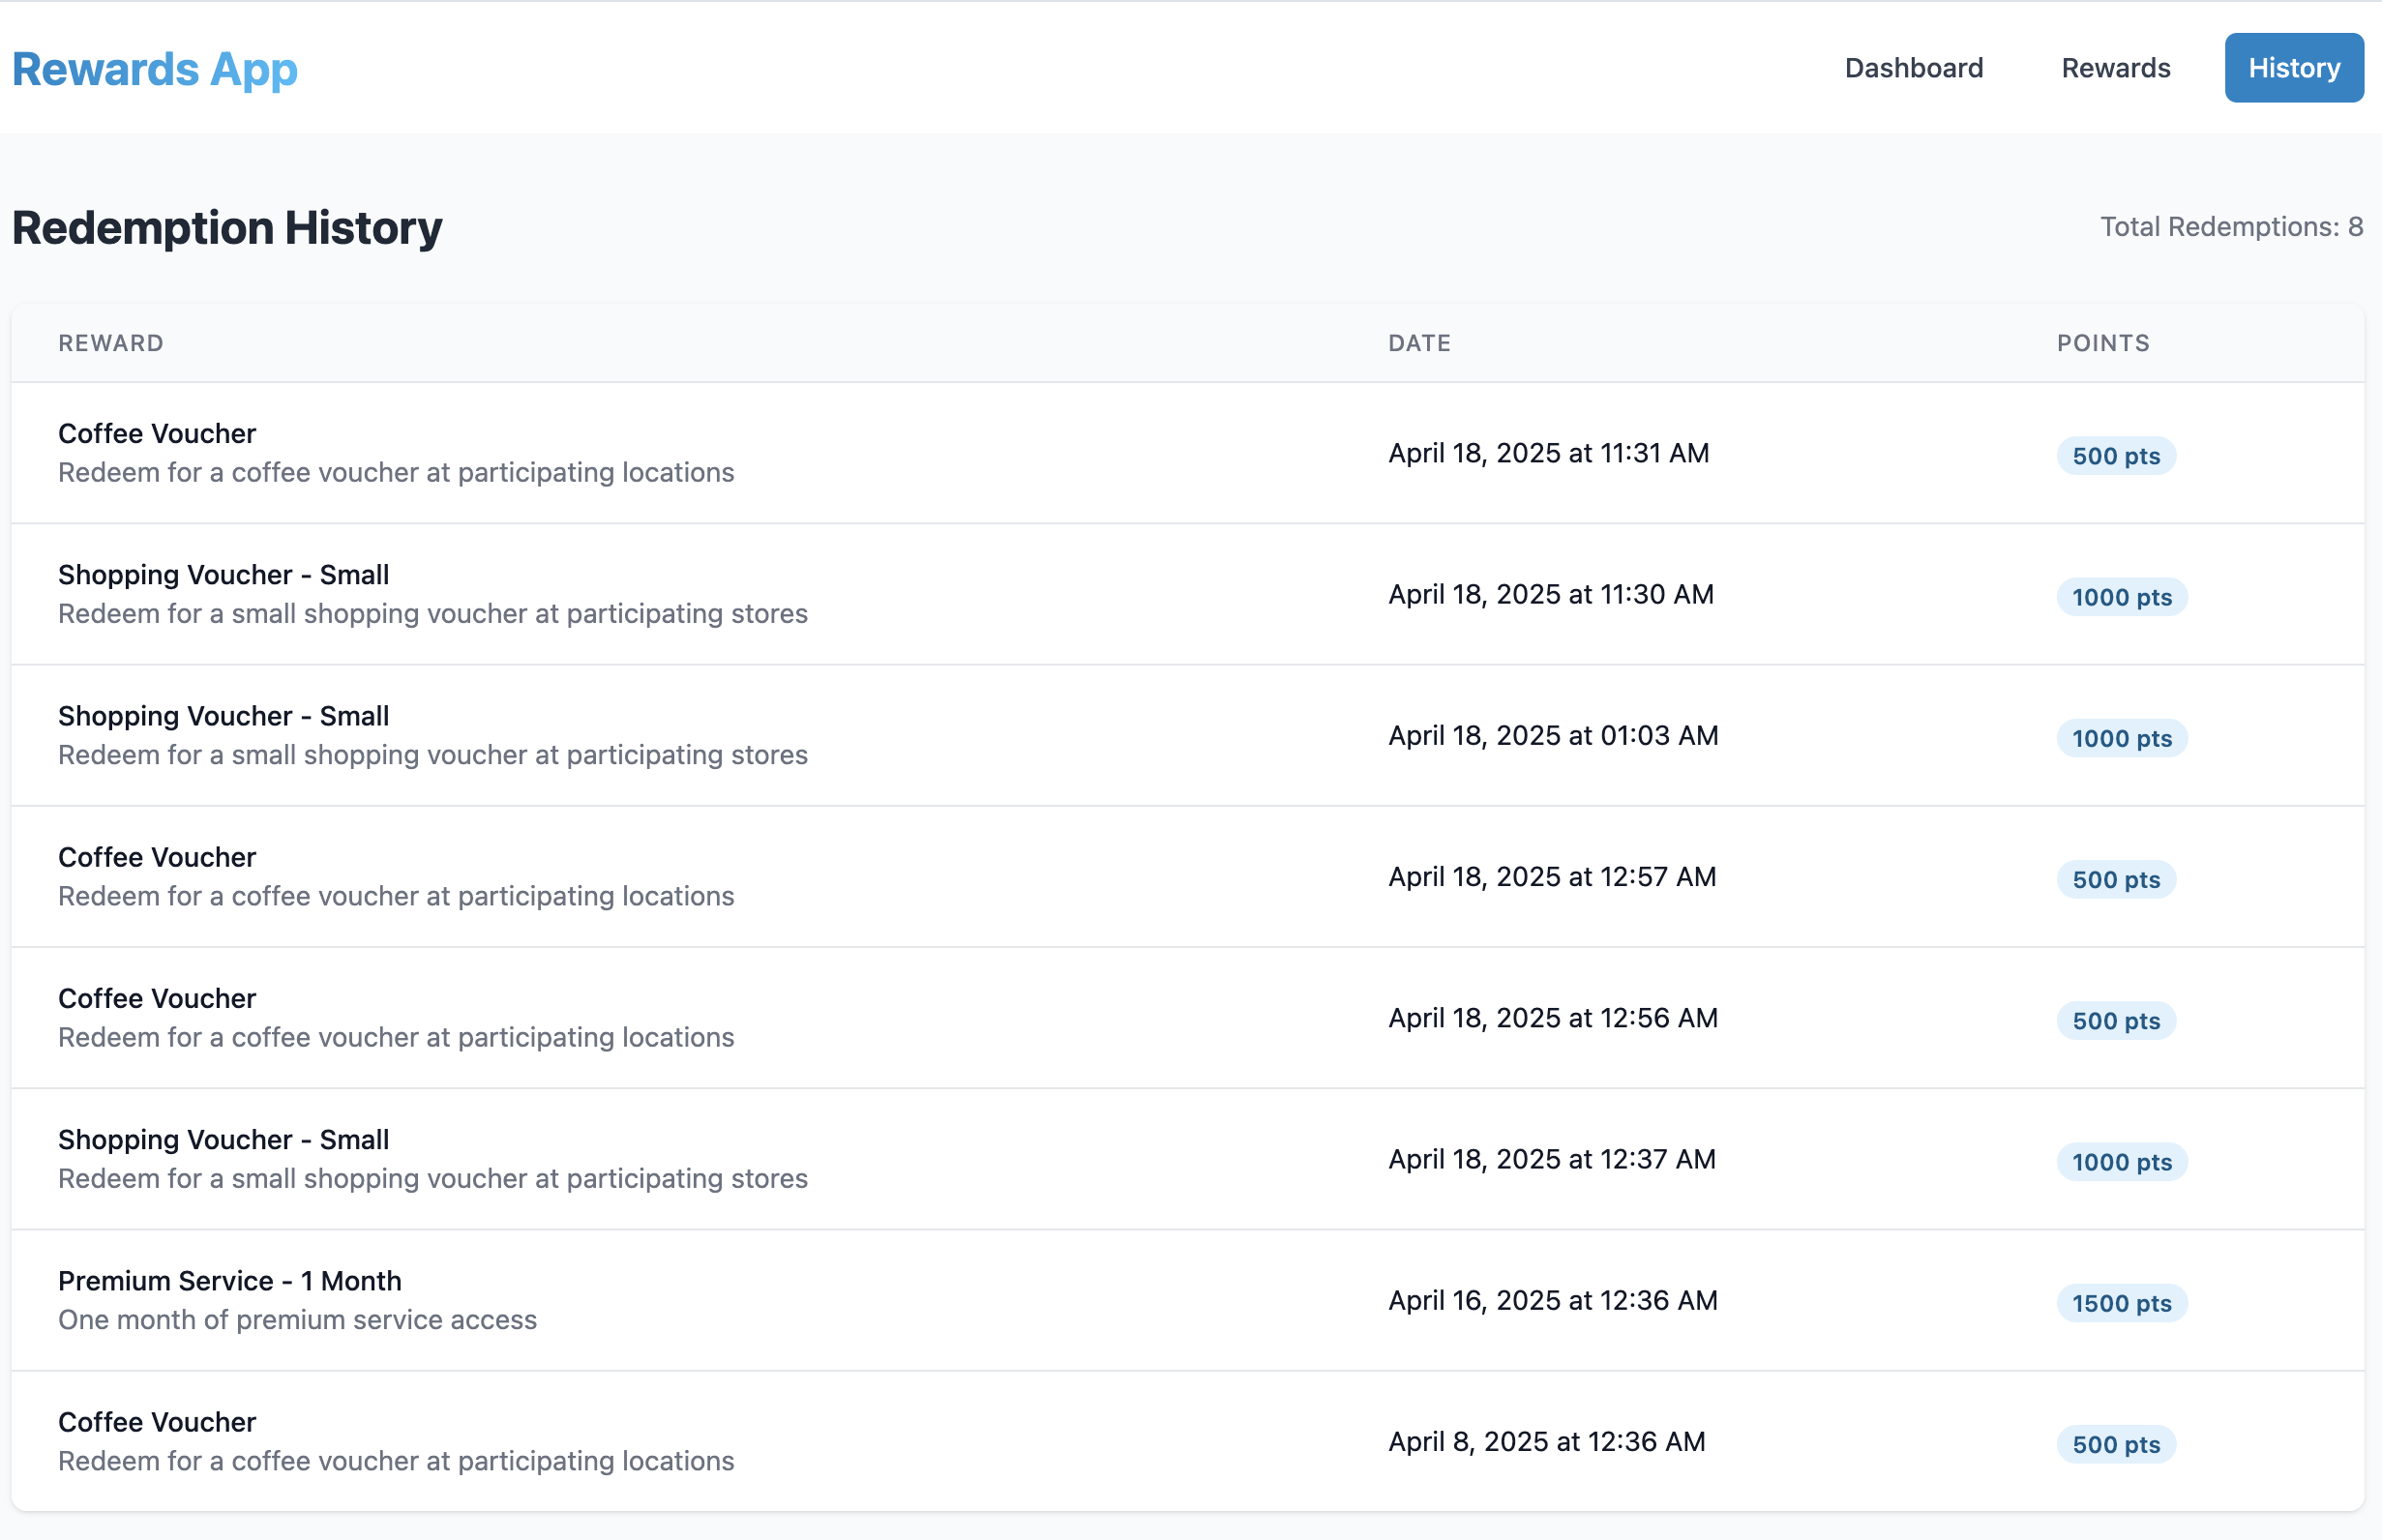 Rewards App
Dashboard
Rewards
History
Redemption History
Total Redemptions: 8
REWARD
DATE
POINTS
Coffee Voucher
Redeem for a coffee voucher at participating locations
April 18, 2025 at 11:31 AM
500 pts
Shopping Voucher - Small
Redeem for a small shopping voucher at participating stores
April 18, 2025 at 11:30 AM
1000 pts
Shopping Voucher - Small
Redeem for a small shopping voucher at participating stores
April 18, 2025 at 01:03 AM
1000 pts
Coffee Voucher
Redeem for a coffee voucher at participating locations
April 18, 2025 at 12:57 AM
500 pts
Coffee Voucher
Redeem for a coffee voucher at participating locations
April 18, 2025 at 12:56 AM
500 pts
Shopping Voucher - Small
Redeem for a small shopping voucher at participating stores
April 18, 2025 at 12:37 AM
1000 pts
Premium Service - 1 Month
One month of premium service access
April 16, 2025 at 12:36 AM
1500 pts
Coffee Voucher
Redeem for a coffee voucher at participating locations
April 8, 2025 at 12:36 AM
500 pts